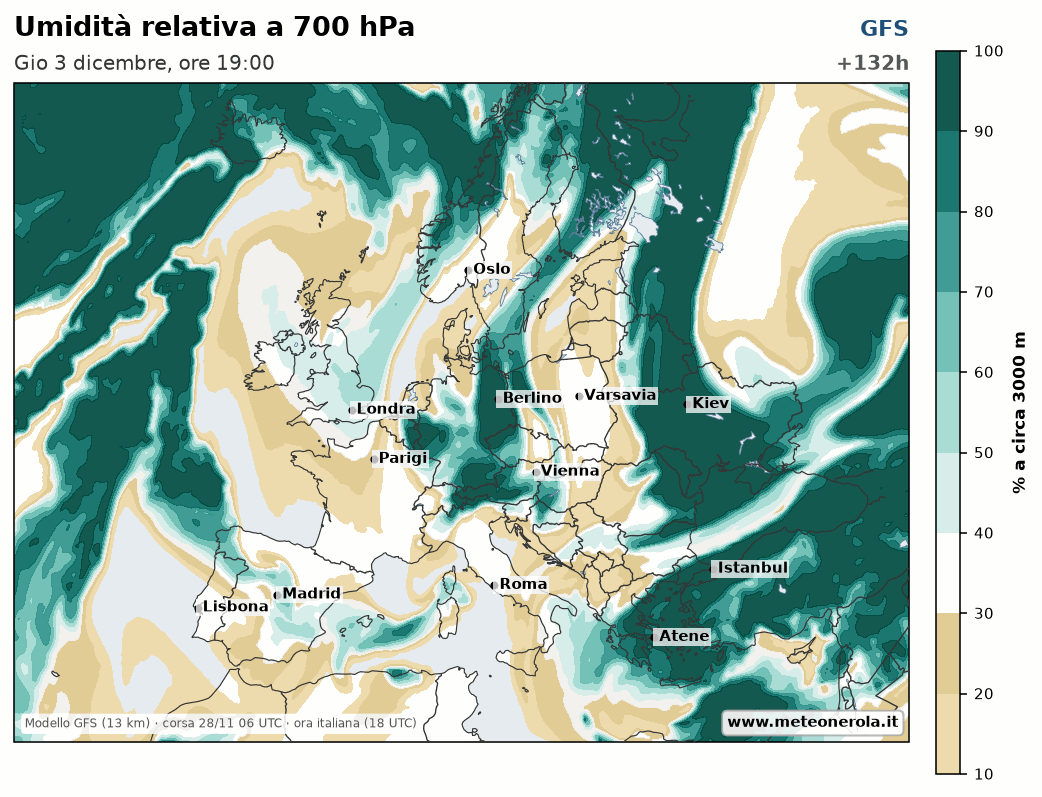 Umidità relativa a 700 hPa
GFS
Gio 3 dicembre, ore 19:00
+132h
100
90
80
70
60
50
40
30
20
10
% a circa 3000 m
Oslo
Londra
Berlino
Varsavia
Kiev
Parigi
Vienna
Istanbul
Roma
Madrid
Lisbona
Atene
Modello GFS (13 km) · corsa 28/11 06 UTC · ora italiana (18 UTC)
www.meteonerola.it